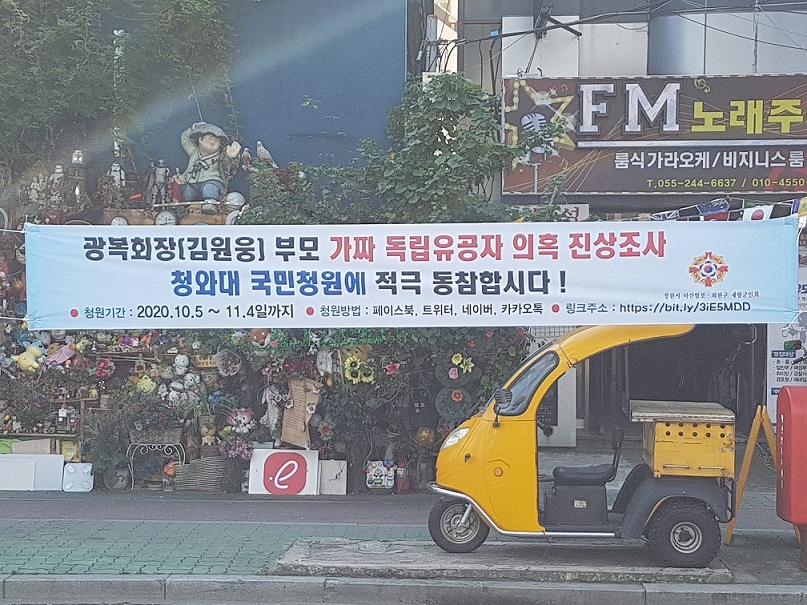 FM 노래주
룸식가라오케/비지니스룸
T.055-244-6637 / 010-4550
광복회장(김원웅) 부모 가짜 독립유공자 의혹 진상조사
청와대 국민청원에 적극 동참합시다!
청원기간 : 2020.10.5 ~ 11.4일까지 청원방법 : 페이스북, 트위터, 네이버, 카카오톡 링크주소 : https://bit.ly/3iE5MDD
e